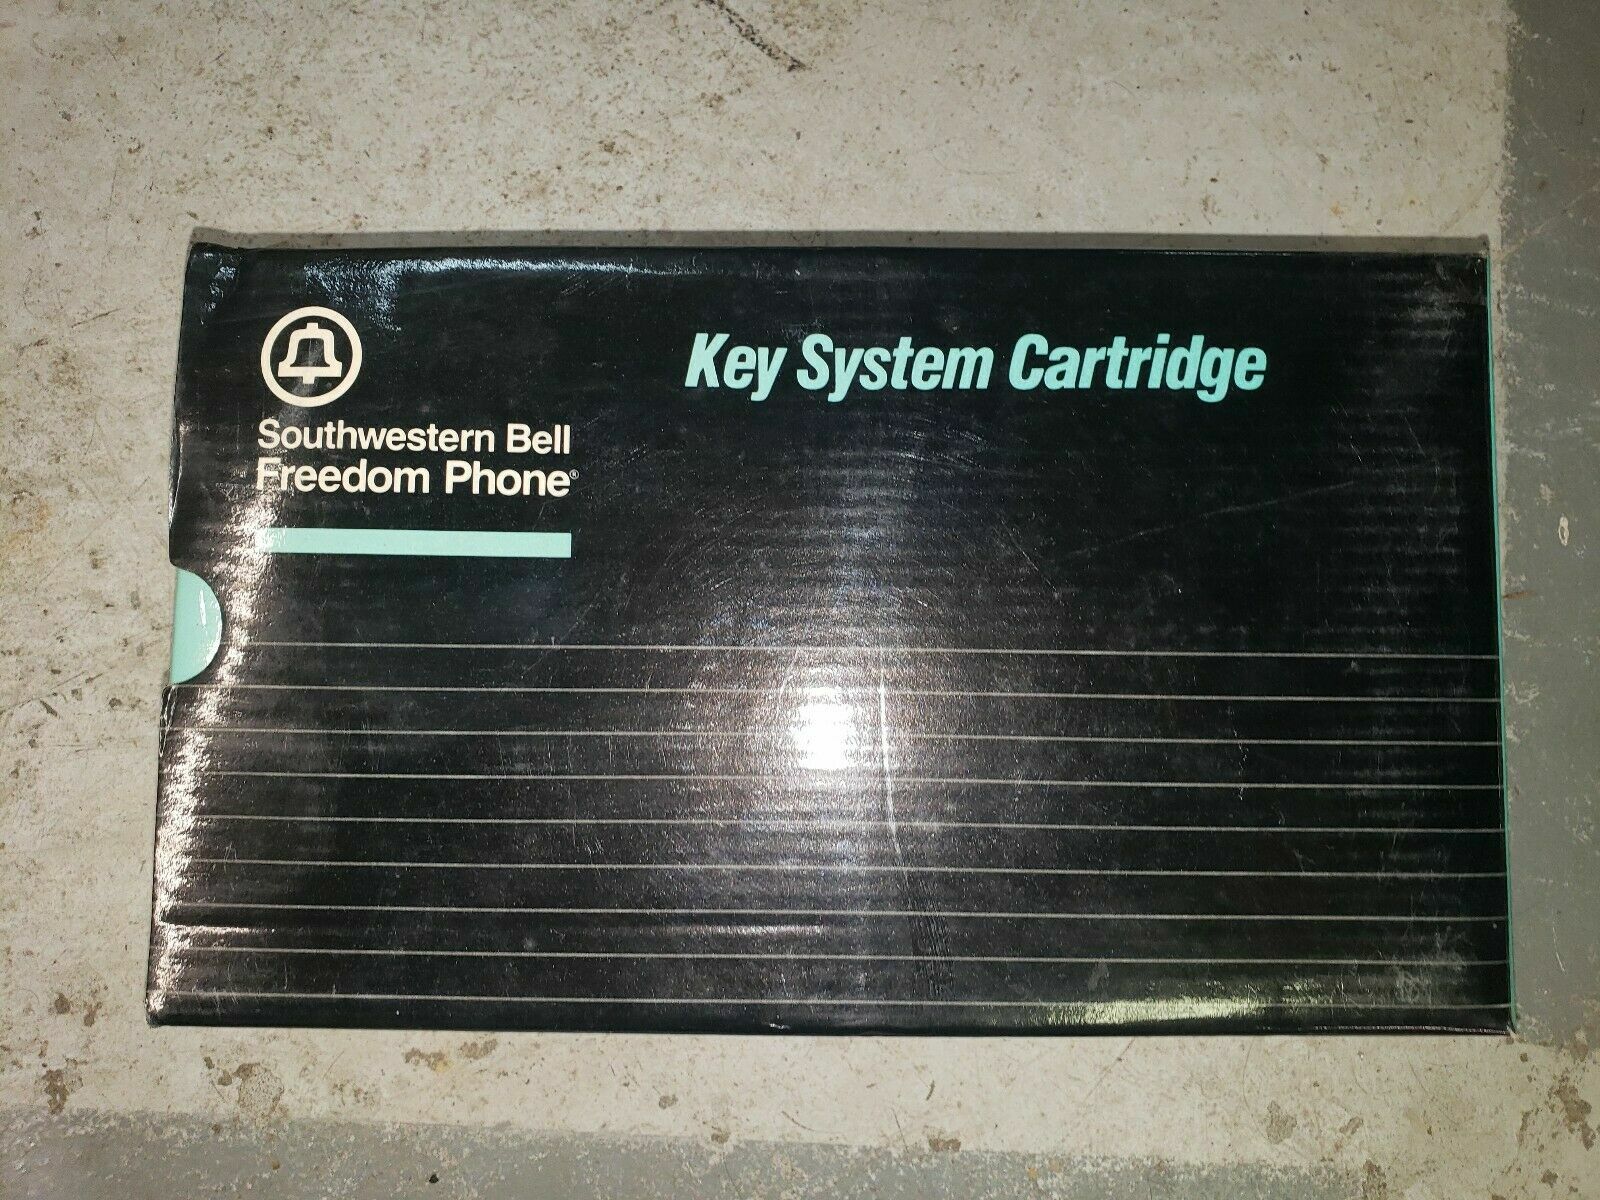 Key System Cartridge
Southwestern Bell
Freedom Phone®